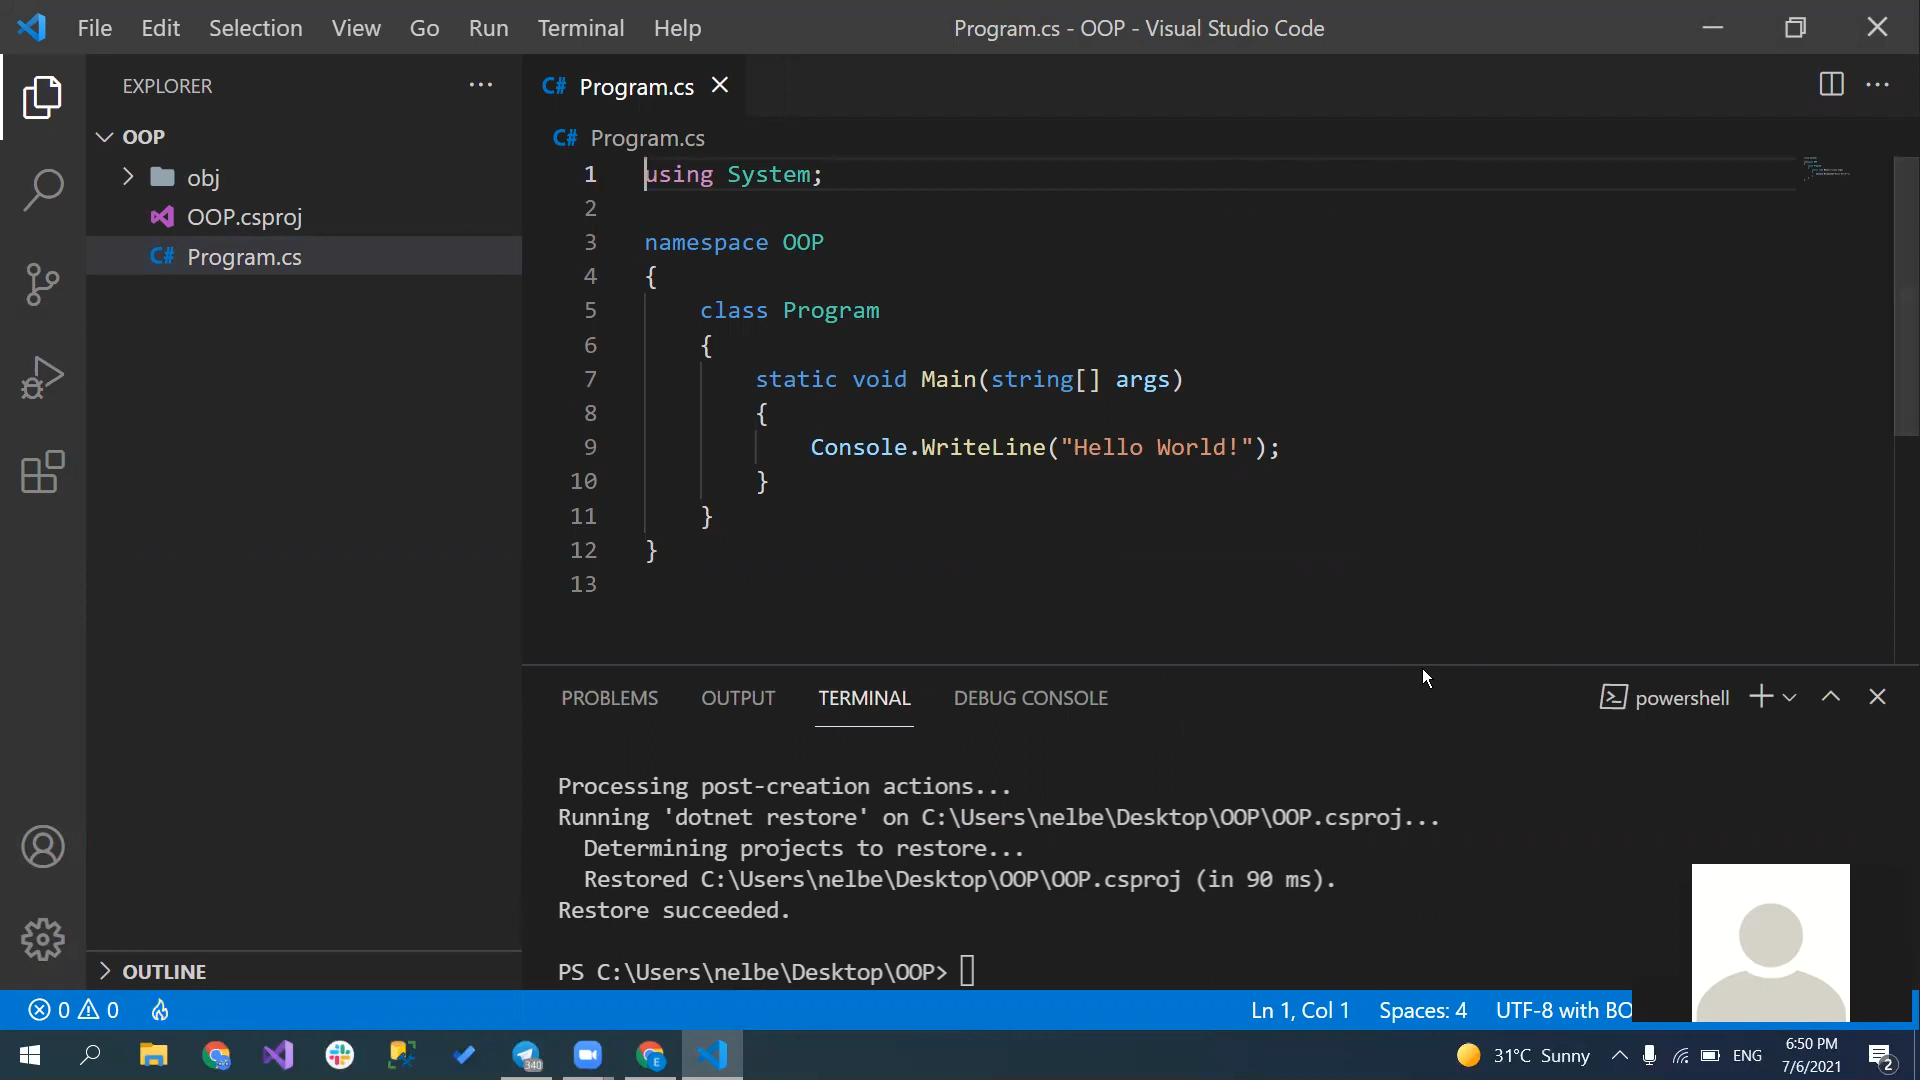 File Edit Selection View Go Run Terminal Help
Program.cs - OOP - Visual Studio Code
EXPLORER
OOP
obj
OOP.csproj
C# Program.cs
C# Program.cs
C# Program.cs
1 using System;
2
3 namespace OOP
4 {
5 class Program
6 {
7 static void Main(string[] args)
8 {
9 Console.WriteLine("Hello World!");
10 }
11 }
12 }
13
PROBLEMS OUTPUT TERMINAL DEBUG CONSOLE
powershell
Processing post-creation actions...
Running 'dotnet restore' on C:\Users\nelbe\Desktop\OOP\OOP.csproj...
Determining projects to restore...
Restored C:\Users\nelbe\Desktop\OOP\OOP.csproj (in 90 ms).
Restore succeeded.
PS C:\Users\nelbe\Desktop\OOP>
OUTLINE
0 0
Ln 1, Col 1 Spaces: 4 UTF-8 with BO
340
E
31°C Sunny
ENG
6:50 PM
7/6/2021
2